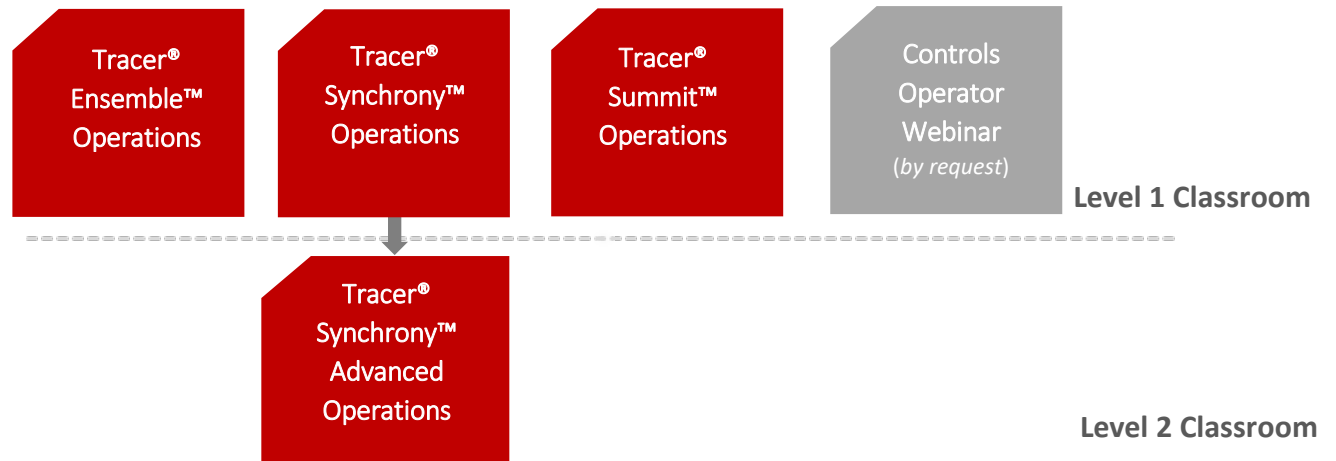 Tracer®
Ensemble™
Operations
Tracer®
Synchrony™
Operations
Tracer®
Summit™
Operations
Controls
Operator
Webinar
(by request)
Level 1 Classroom
Tracer®
Synchrony™
Advanced
Operations
Level 2 Classroom